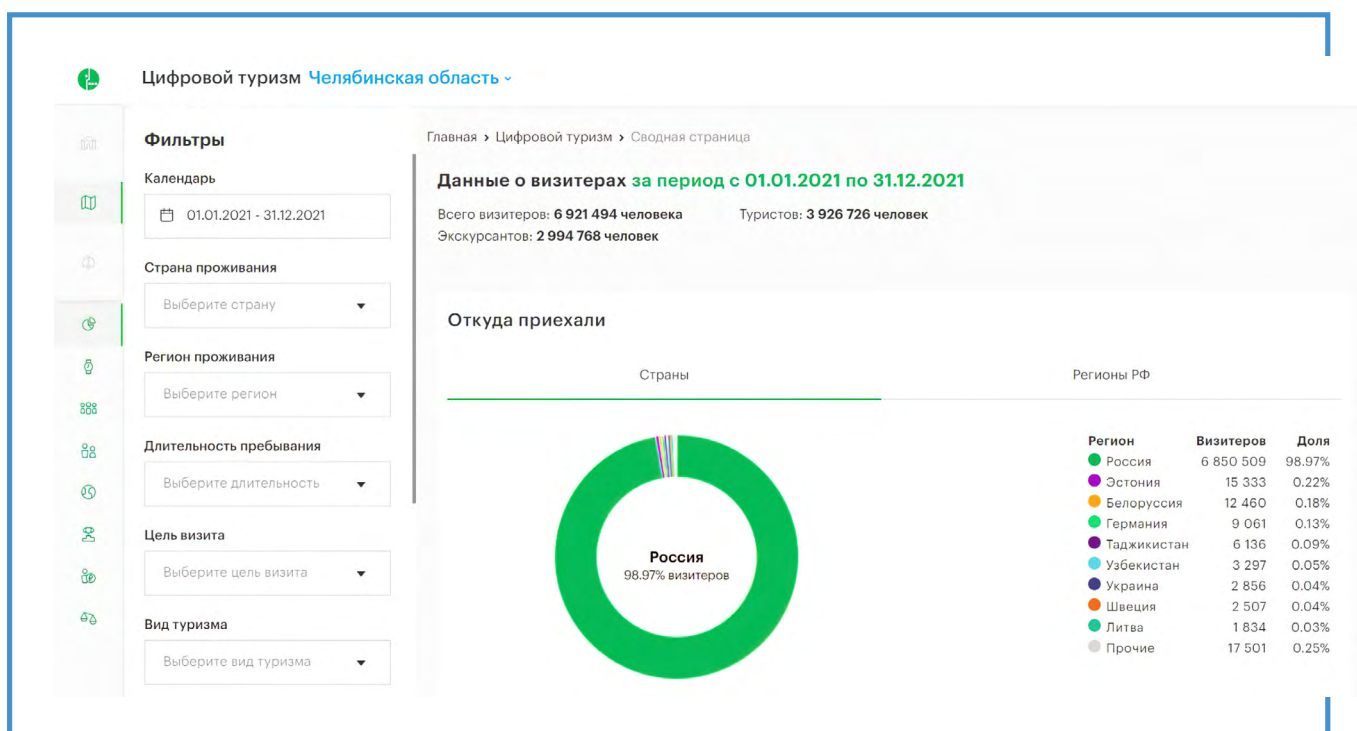 Цифровой туризм Челябинская область
Фильтры
Календарь
01.01.2021 - 31.12.2021
Страна проживания
Выберите страну
Регион проживания
Выберите регион
Длительность пребывания
Выберите длительность
Цель визита
Выберите цель визита
Вид туризма
Выберите вид туризма
Главная › Цифровой туризм › Сводная страница
Данные о визитерах за период с 01.01.2021 по 31.12.2021
Всего визитеров: 6 921 494 человека Туристов: 3 926 726 человек
Экскурсантов: 2 994 768 человек
Откуда приехали
Страны Регионы РФ
Россия
98.97% визитеров
Регион Визитеров Доля
Россия 6 850 509 98.97%
Эстония 15 333 0.22%
Белоруссия 12 460 0.18%
Германия 9 061 0.13%
Таджикистан 6 136 0.09%
Узбекистан 3 297 0.05%
Украина 2 856 0.04%
Швеция 2 507 0.04%
Литва 1 834 0.03%
Прочие 17 501 0.25%